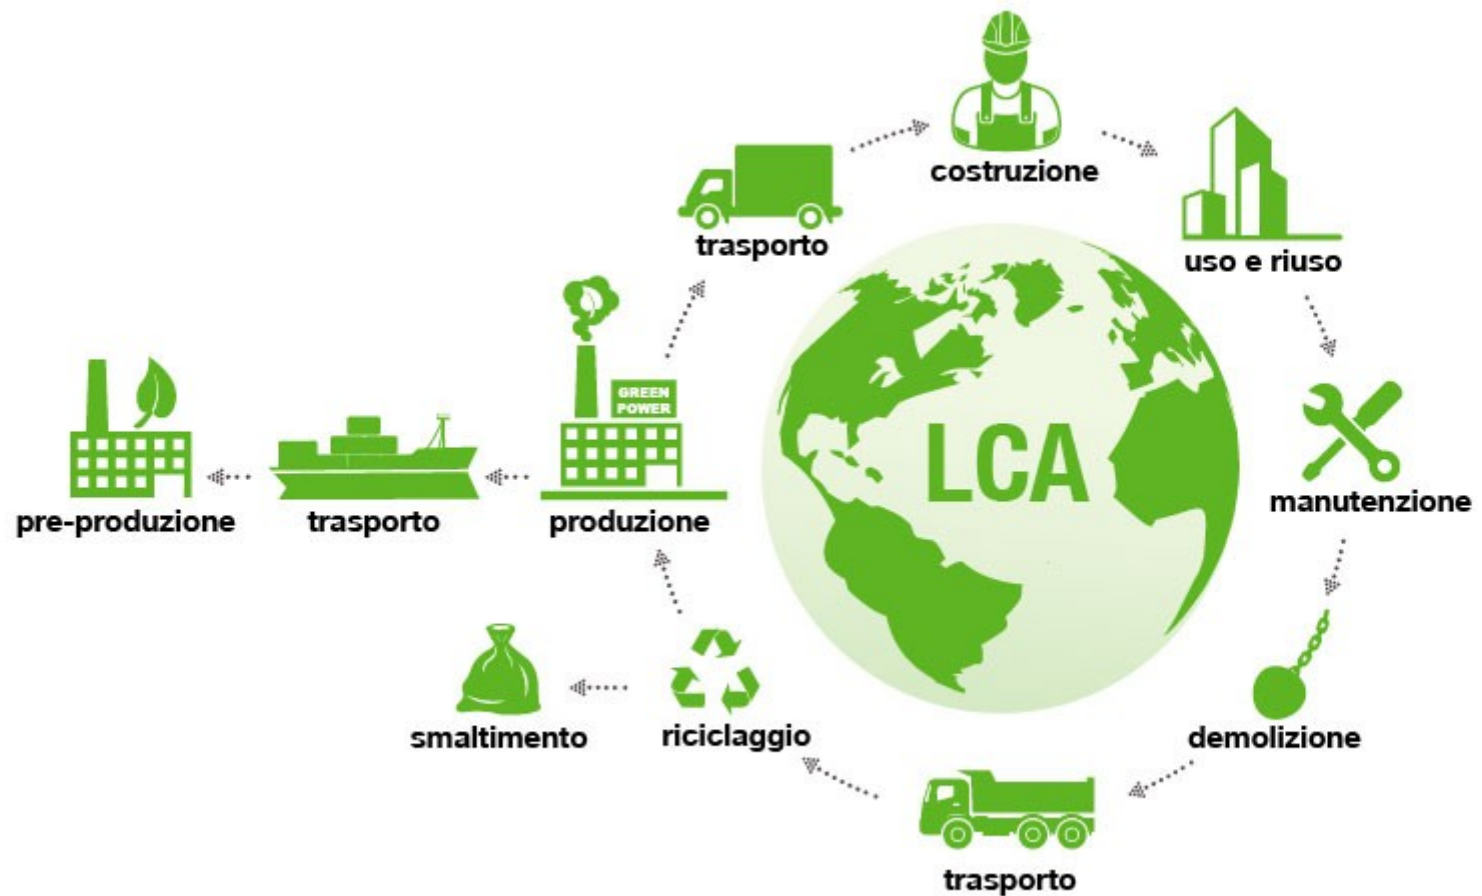 costruzione
trasporto
uso e riuso
GREEN
POWER
LCA
manutenzione
pre-produzione
trasporto
produzione
smaltimento
riciclaggio
demolizione
trasporto